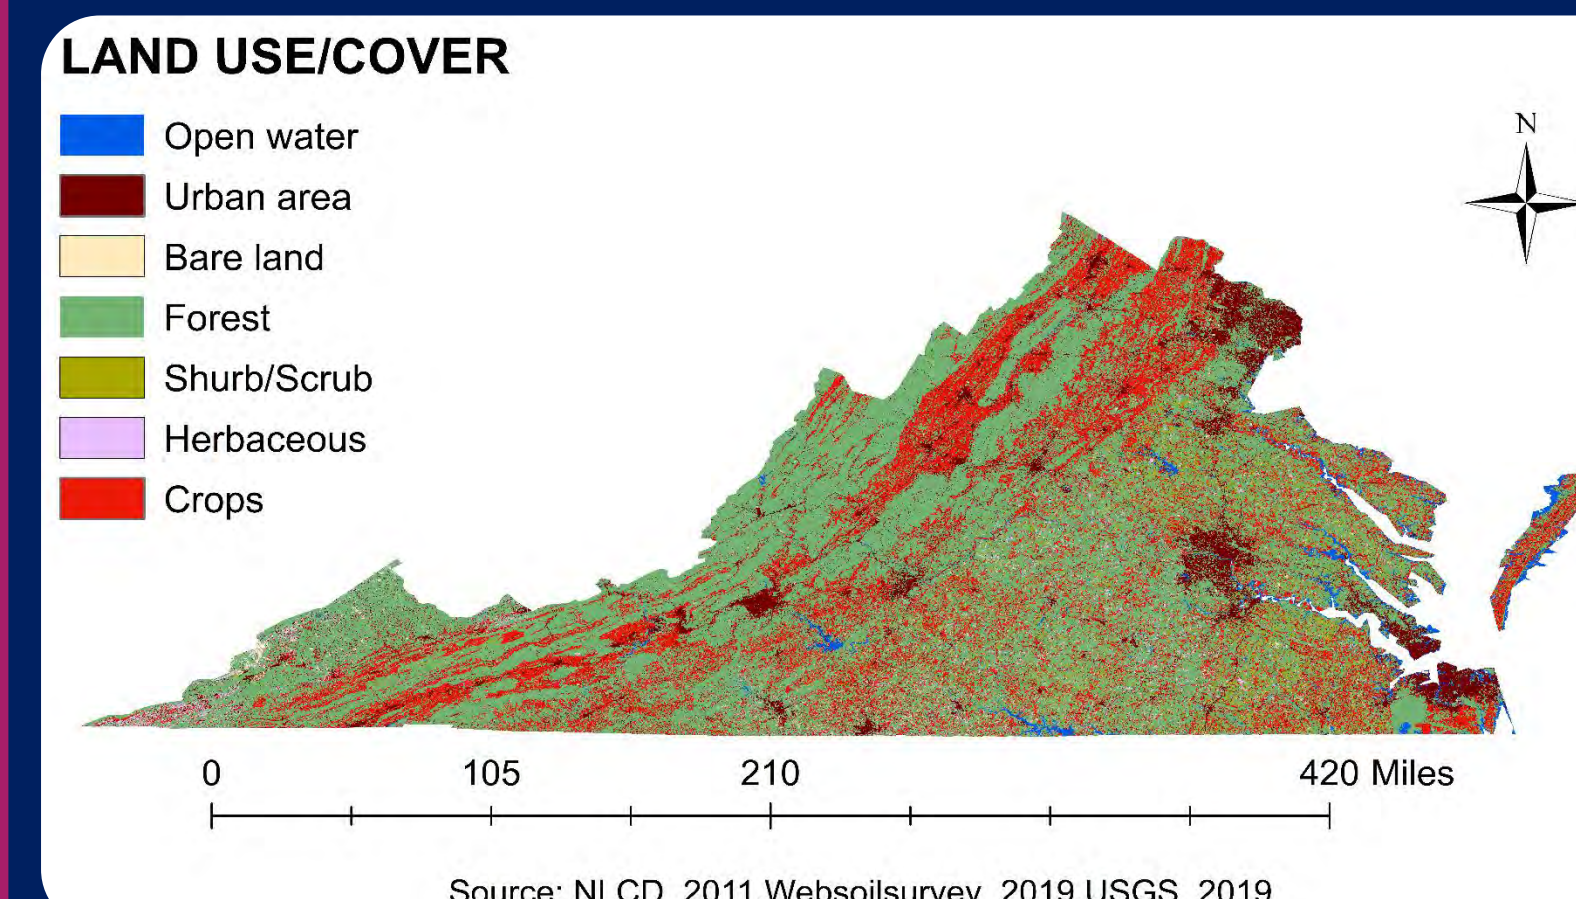 LAND USE/COVER
Open water
Urban area
Bare land
Forest
Shurb/Scrub
Herbaceous
Crops
N
0 105 210 420 Miles
Source: NLCD, 2011 Websoilsurvey, 2019 USGS, 2019